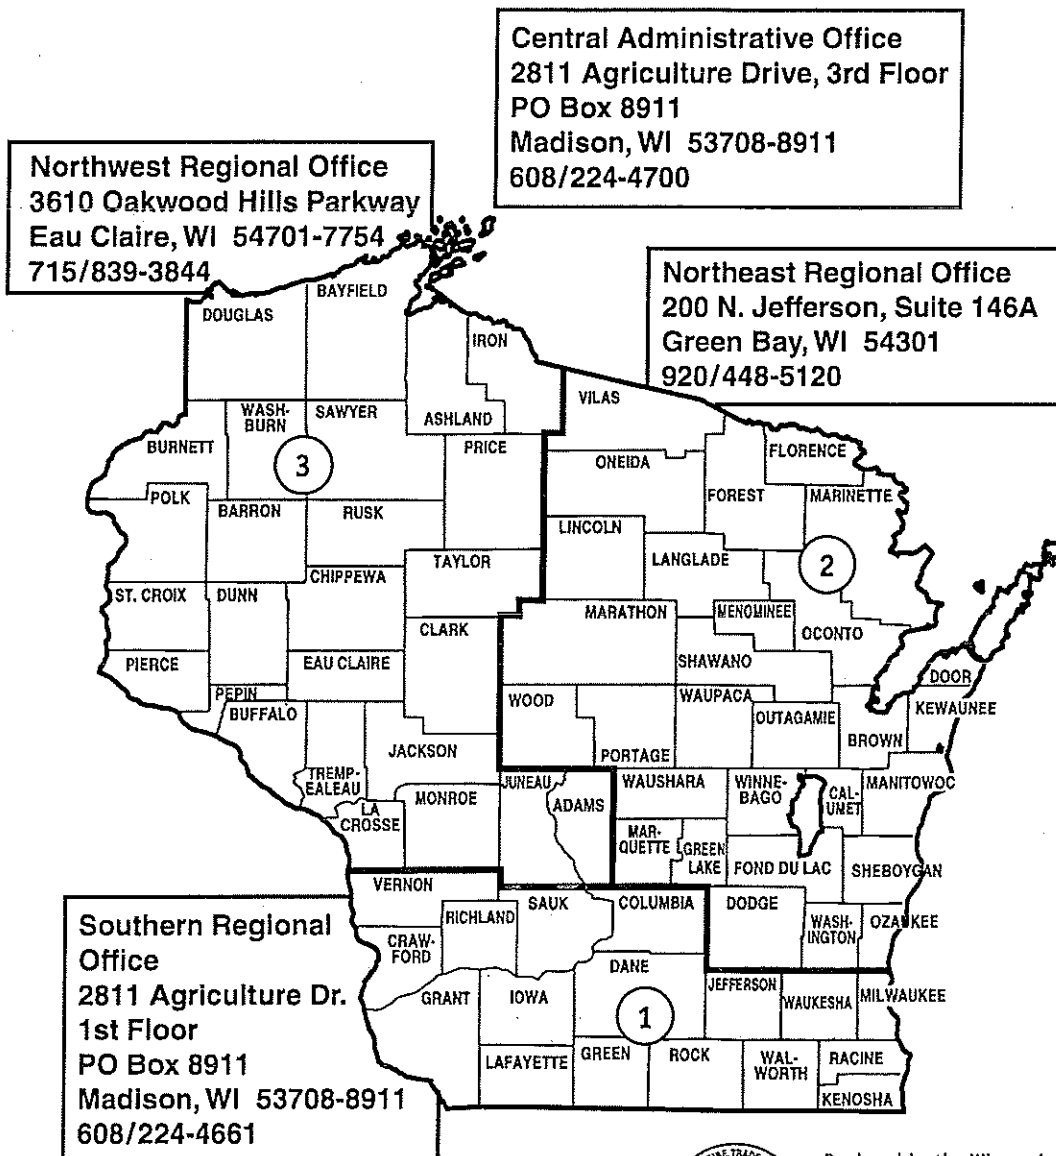 Central Administrative Office
2811 Agriculture Drive, 3rd Floor
PO Box 8911
Madison, WI 53708-8911
608/224-4700
Northwest Regional Office
3610 Oakwood Hills Parkway
Eau Claire, WI 54701-7754
715/839-3844
Northeast Regional Office
200 N. Jefferson, Suite 146A
Green Bay, WI 54301
920/448-5120
BAYFIELD
DOUGLAS
IRON
VILAS
WASH-
BURN
SAWYER
ASHLAND
BURNETT
PRICE
3
ONEIDA
FLORENCE
POLK
BARRON
RUSK
FOREST
MARINETTE
LINCOLN
TAYLOR
LANGLADE
2
CHIPPEWA
ST. CROIX
DUNN
MARATHON
MENOMINEE
CLARK
OCONTO
PIERCE
EAU CLAIRE
SHAWANO
DOOR
PEPIN
WOOD
WAUPACA
KEWAUNEE
BUFFALO
OUTAGAMIE
BROWN
JACKSON
PORTAGE
TREMP-
EALEAU
JUNEAU
WAUSHARA
WINNE-
BAGO
CAL-
UMET
MANITOWOC
MONROE
ADAMS
LA
CROSSE
MAR-
QUETTE
GREEN
LAKE
FOND DU LAC
SHEBOYGAN
VERNON
SAUK
COLUMBIA
DODGE
RICHLAND
WASH-
INGTON
OZAUKEE
CRAW-
FORD
DANE
GRANT
IOWA
JEFFERSON
WAUKESHA
MILWAUKEE
1
LAFAYETTE
GREEN
ROCK
WAL-
WORTH
RACINE
KENOSHA
Southern Regional
Office
2811 Agriculture Dr.
1st Floor
PO Box 8911
Madison, WI 53708-8911
608/224-4661